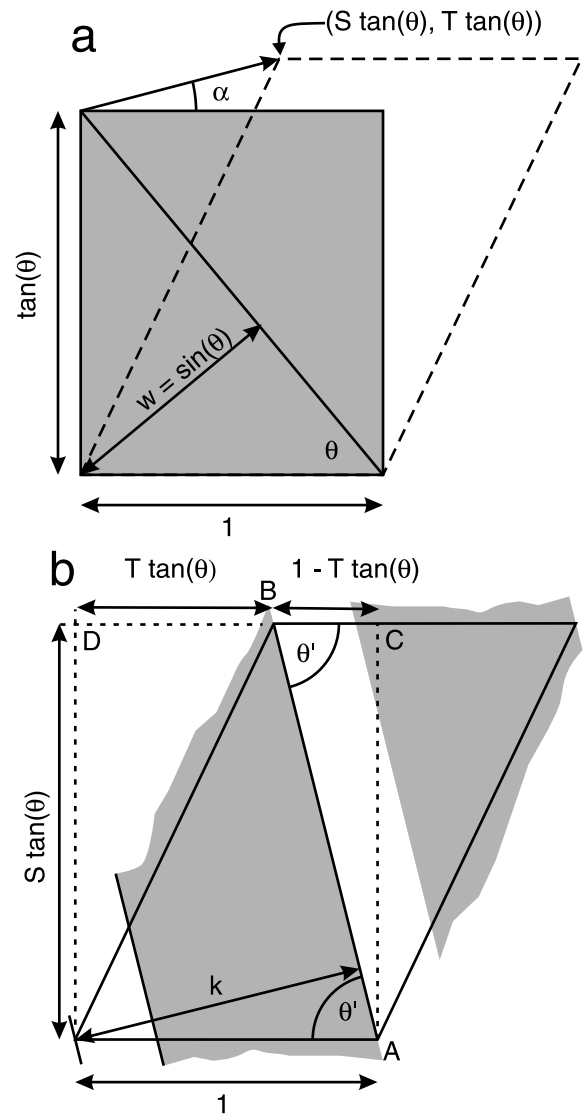 a
(S tan(θ), T tan(θ))
α
tan(θ)
w = sin(θ)
θ
1
b
T tan(θ)
1 - T tan(θ)
B
D
θ'
C
S tan(θ)
k
θ'
A
1